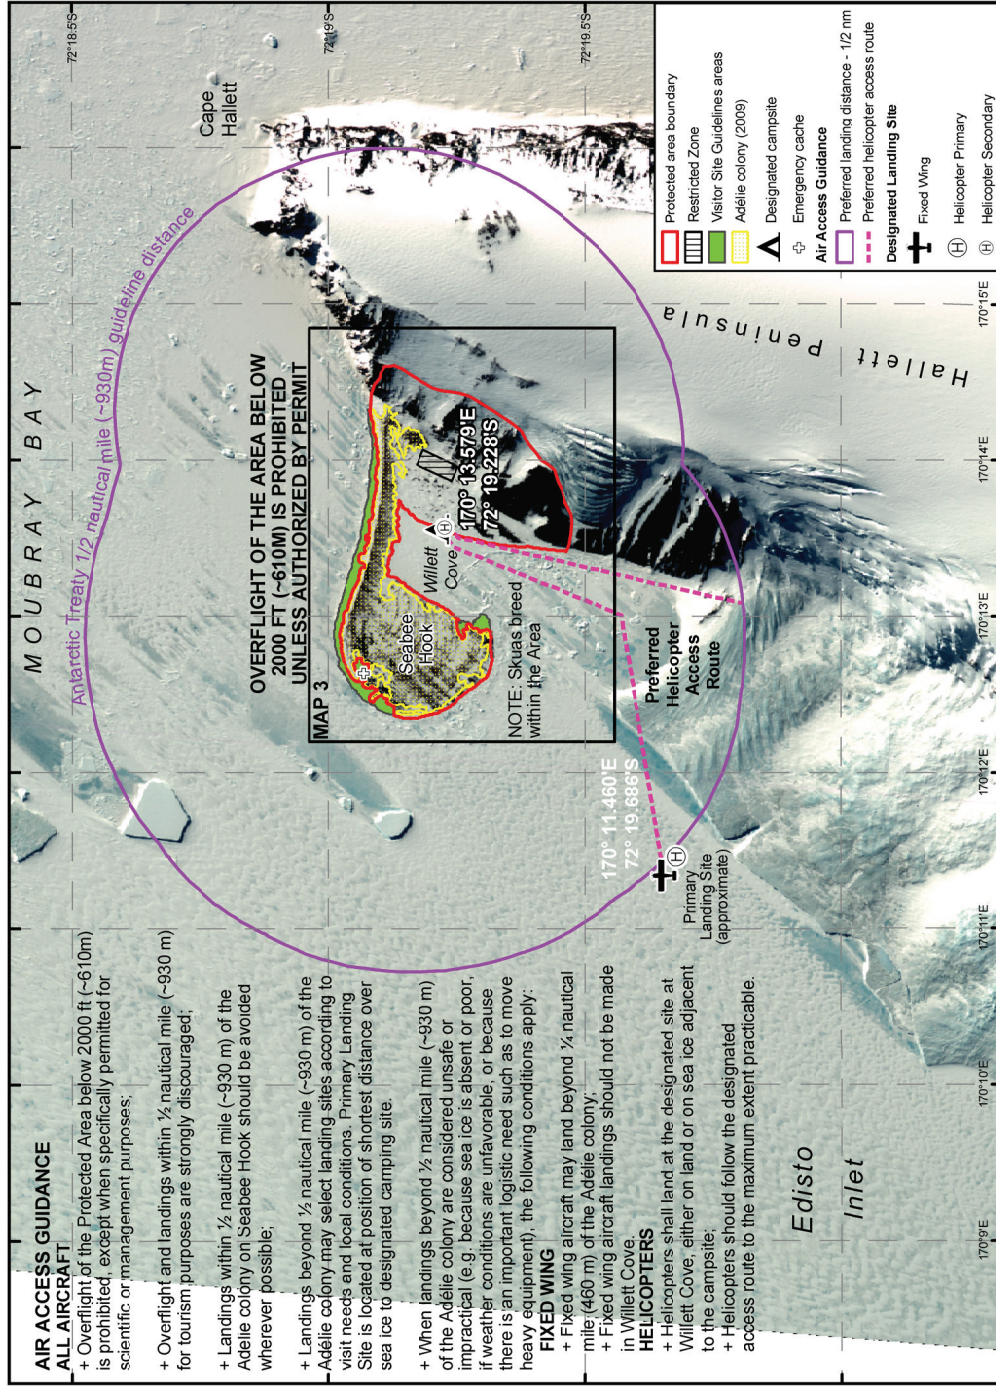 AIR ACCESS GUIDANCE
ALL AIRCRAFT
+ Overflight of the Protected Area below 2000 ft (~610m)
is prohibited, except when specifically permitted for
scientific or management purposes;
+ Overflight and landings within ½ nautical mile (~930 m)
for tourism purposes are strongly discouraged;
+ Landings within ½ nautical mile (~930 m) of the
Adélie colony on Seabee Hook should be avoided
wherever possible;
+ Landings beyond ½ nautical mile (~930 m) of the
Adélie colony may select landing sites according to
visit needs and local conditions. Primary Landing
Site is located at position of shortest distance over
sea ice to designated camping site.
+ When landings beyond ½ nautical mile (~930 m)
of the Adélie colony are considered unsafe or
impractical (e.g. because sea ice is absent or poor,
if weather conditions are unfavorable, or because
there is an important logistic need such as to move
heavy equipment), the following conditions apply:
FIXED WING
+ Fixed wing aircraft may land beyond ¼ nautical
mile (460 m) of the Adélie colony;
+ Fixed wing aircraft landings should not be made
in Willett Cove.
HELICOPTERS
+ Helicopters shall land at the designated site at
Willett Cove, either on land or on sea ice adjacent
to the campsite;
+ Helicopters should follow the designated
access route to the maximum extent practicable.
MOUBRAY BAY
Antarctic Treaty 1/2 nautical mile (~930m) guideline distance
Cape
Hallett
OVERFLIGHT OF THE AREA BELOW
2000 FT (~610M) IS PROHIBITED
UNLESS AUTHORIZED BY PERMIT
MAP 3
Seabee
Hook
Willett
Cove
H
170° 13.579'E
72° 19.228'S
NOTE: Skuas breed
within the Area
Preferred
Helicopter
Access
Route
170° 11.460'E
72° 19.686'S
H
Primary
Landing Site
(approximate)
Edisto
Inlet
Hallett Peninsula
72°18.5'S
72°19'S
72°19.5'S
170°9'E
170°10'E
170°11'E
170°12'E
170°13'E
170°14'E
170°15'E
Protected area boundary
Restricted Zone
Visitor Site Guidelines areas
Adélie colony (2009)
Designated campsite
Emergency cache
Air Access Guidance
Preferred landing distance - 1/2 nm
Preferred helicopter access route
Designated Landing Site
Fixed Wing
H Helicopter Primary
H Helicopter Secondary